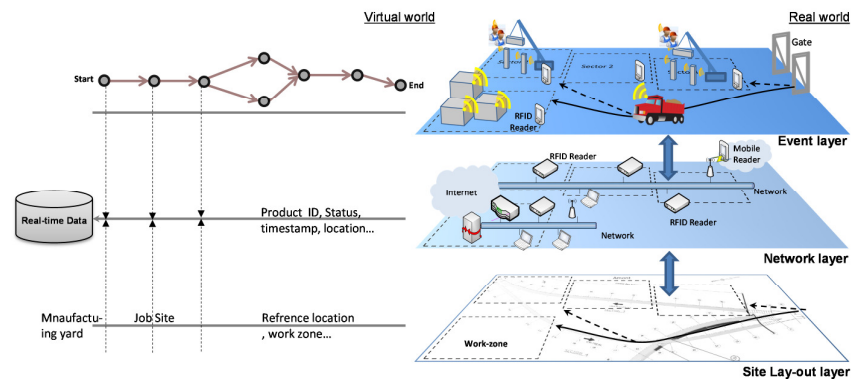 Virtual world
Real world
Start
End
Gate
Sector 2
RFID
Reader
Event layer
Real-time Data
Product ID, Status,
timestamp, location...
RFID Reader
Mobile
Reader
Internet
Network
RFID Reader
Network
Network layer
Mnaufactu-
ing yard
Job Site
Refrence location
, work zone...
Work-zone
Site Lay-out layer